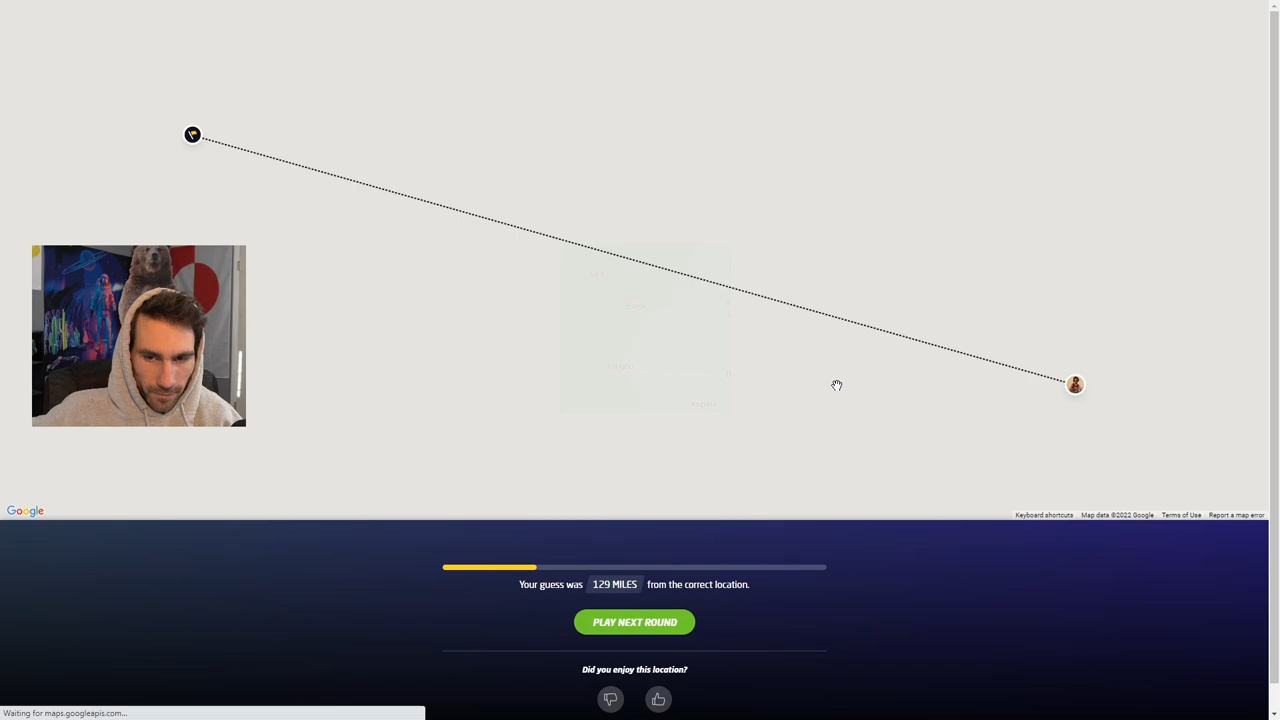 Google
Keyboard shortcuts
Map data ©2022 Google
Terms of Use
Report a map error
Your guess was 129 MILES from the correct location.
PLAY NEXT ROUND
Did you enjoy this location?
Waiting for maps.googleapis.com...